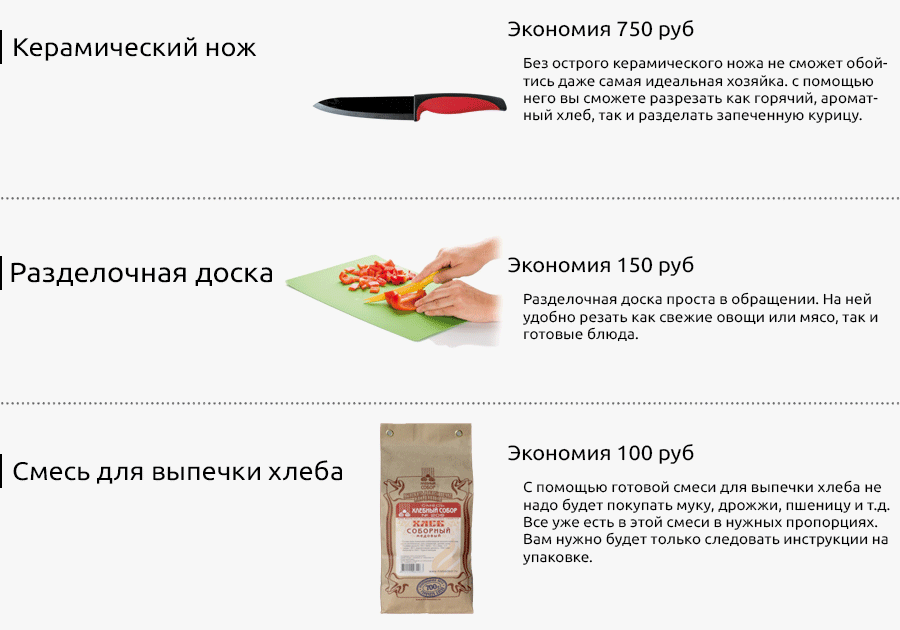 Керамический нож
Экономия 750 руб
Без острого керамического ножа не сможет обой-
тись даже самая идеальная хозяйка. с помощью
него вы сможете разрезать как горячий, аромат-
ный хлеб, так и разделать запеченную курицу.
Разделочная доска
Экономия 150 руб
Разделочная доска проста в обращении. На ней
удобно резать как свежие овощи или мясо, так и
готовые блюда.
Смесь для выпечки хлеба
Экономия 100 руб
С помощью готовой смеси для выпечки хлеба не
надо будет покупать муку, дрожжи, пшеницу и т.д.
Все уже есть в этой смеси в нужных пропорциях.
Вам нужно будет только следовать инструкции на
упаковке.
ХЛЕБНЫЙ СОБОР
ХЛЕБ
СОБОРНЫЙ